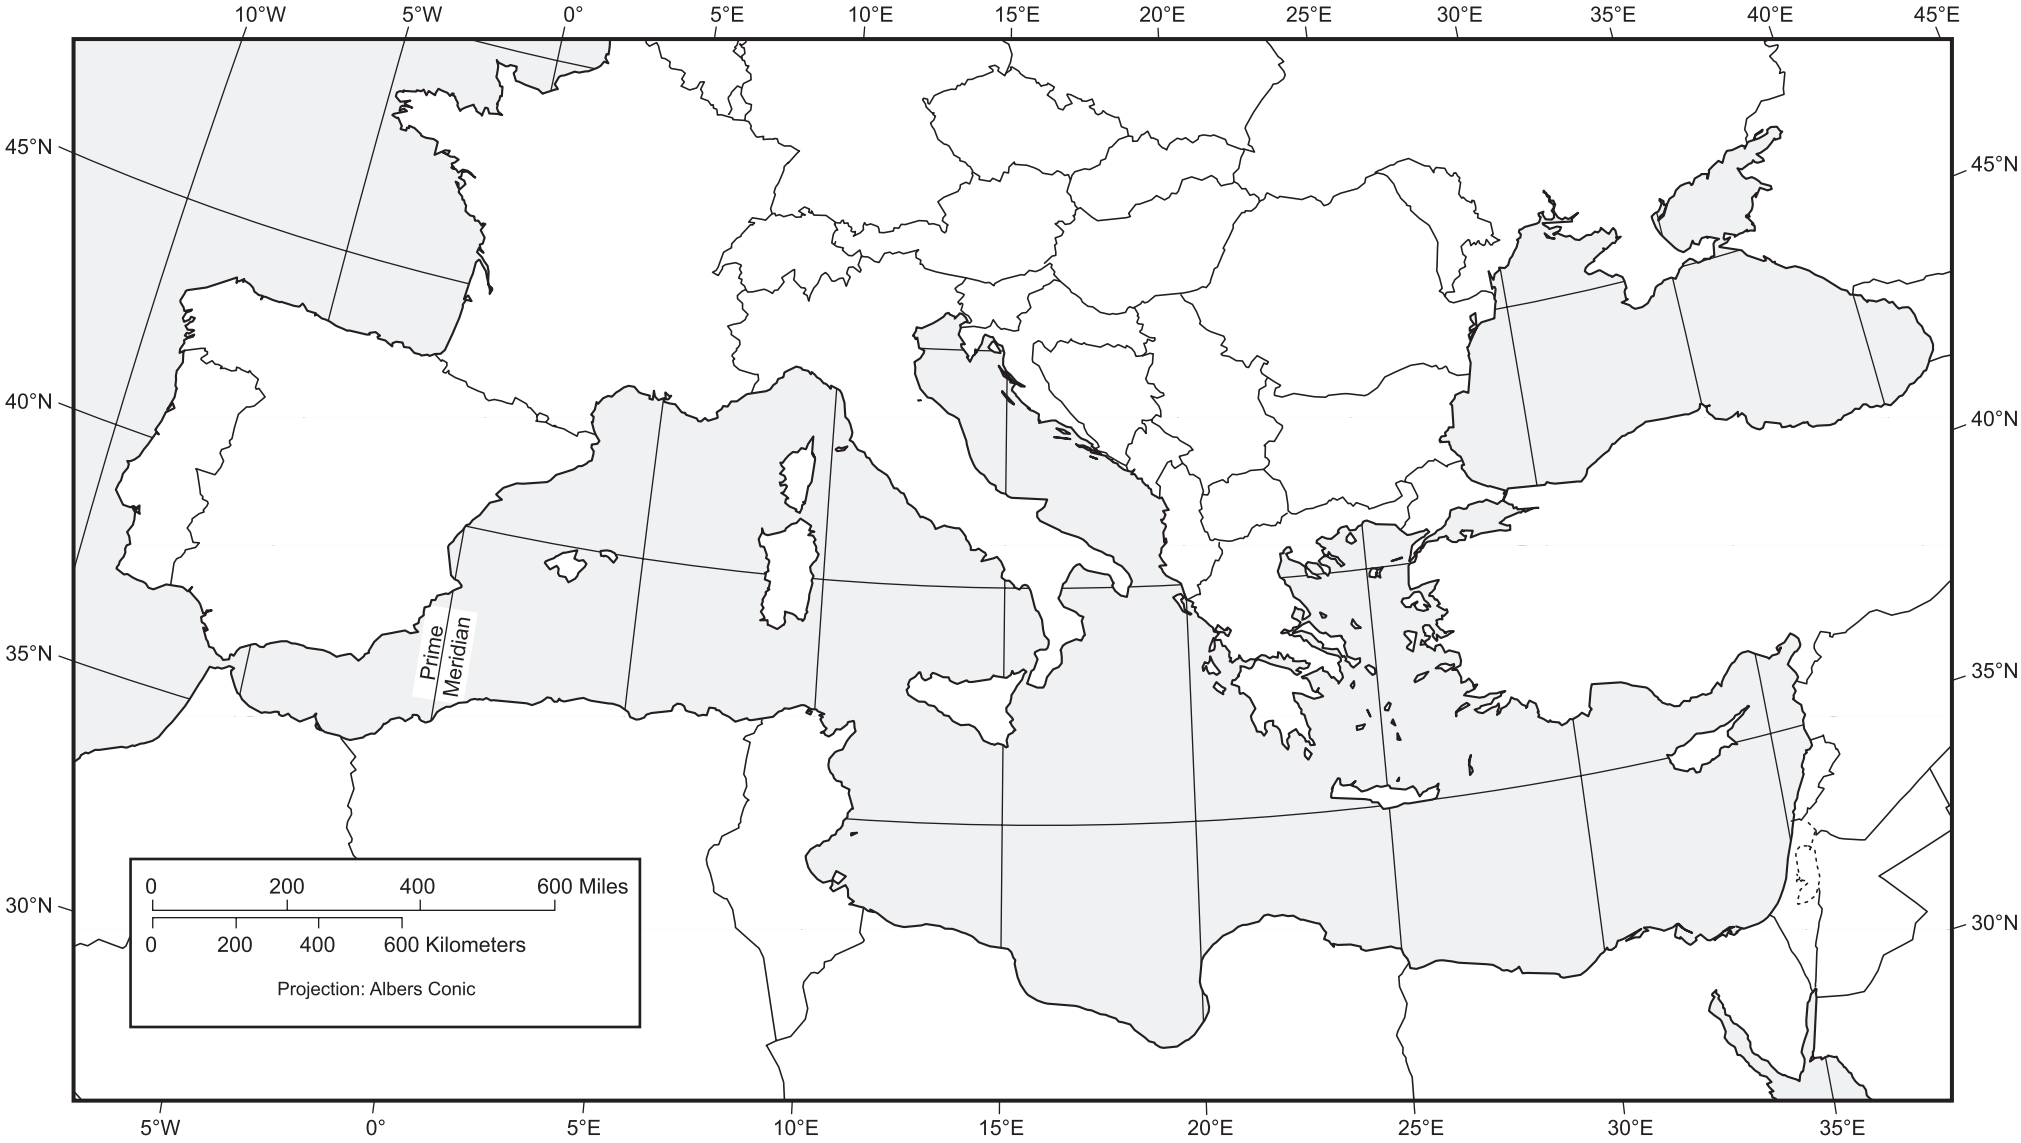 10°W 5°W 0° 5°E 10°E 15°E 20°E 25°E 30°E 35°E 40°E 45°E
45°N 45°N
40°N 40°N
35°N 35°N
Prime
Meridian
0 200 400 600 Miles
30°N 30°N
0 200 400 600 Kilometers
Projection: Albers Conic
5°W 0° 5°E 10°E 15°E 20°E 25°E 30°E 35°E